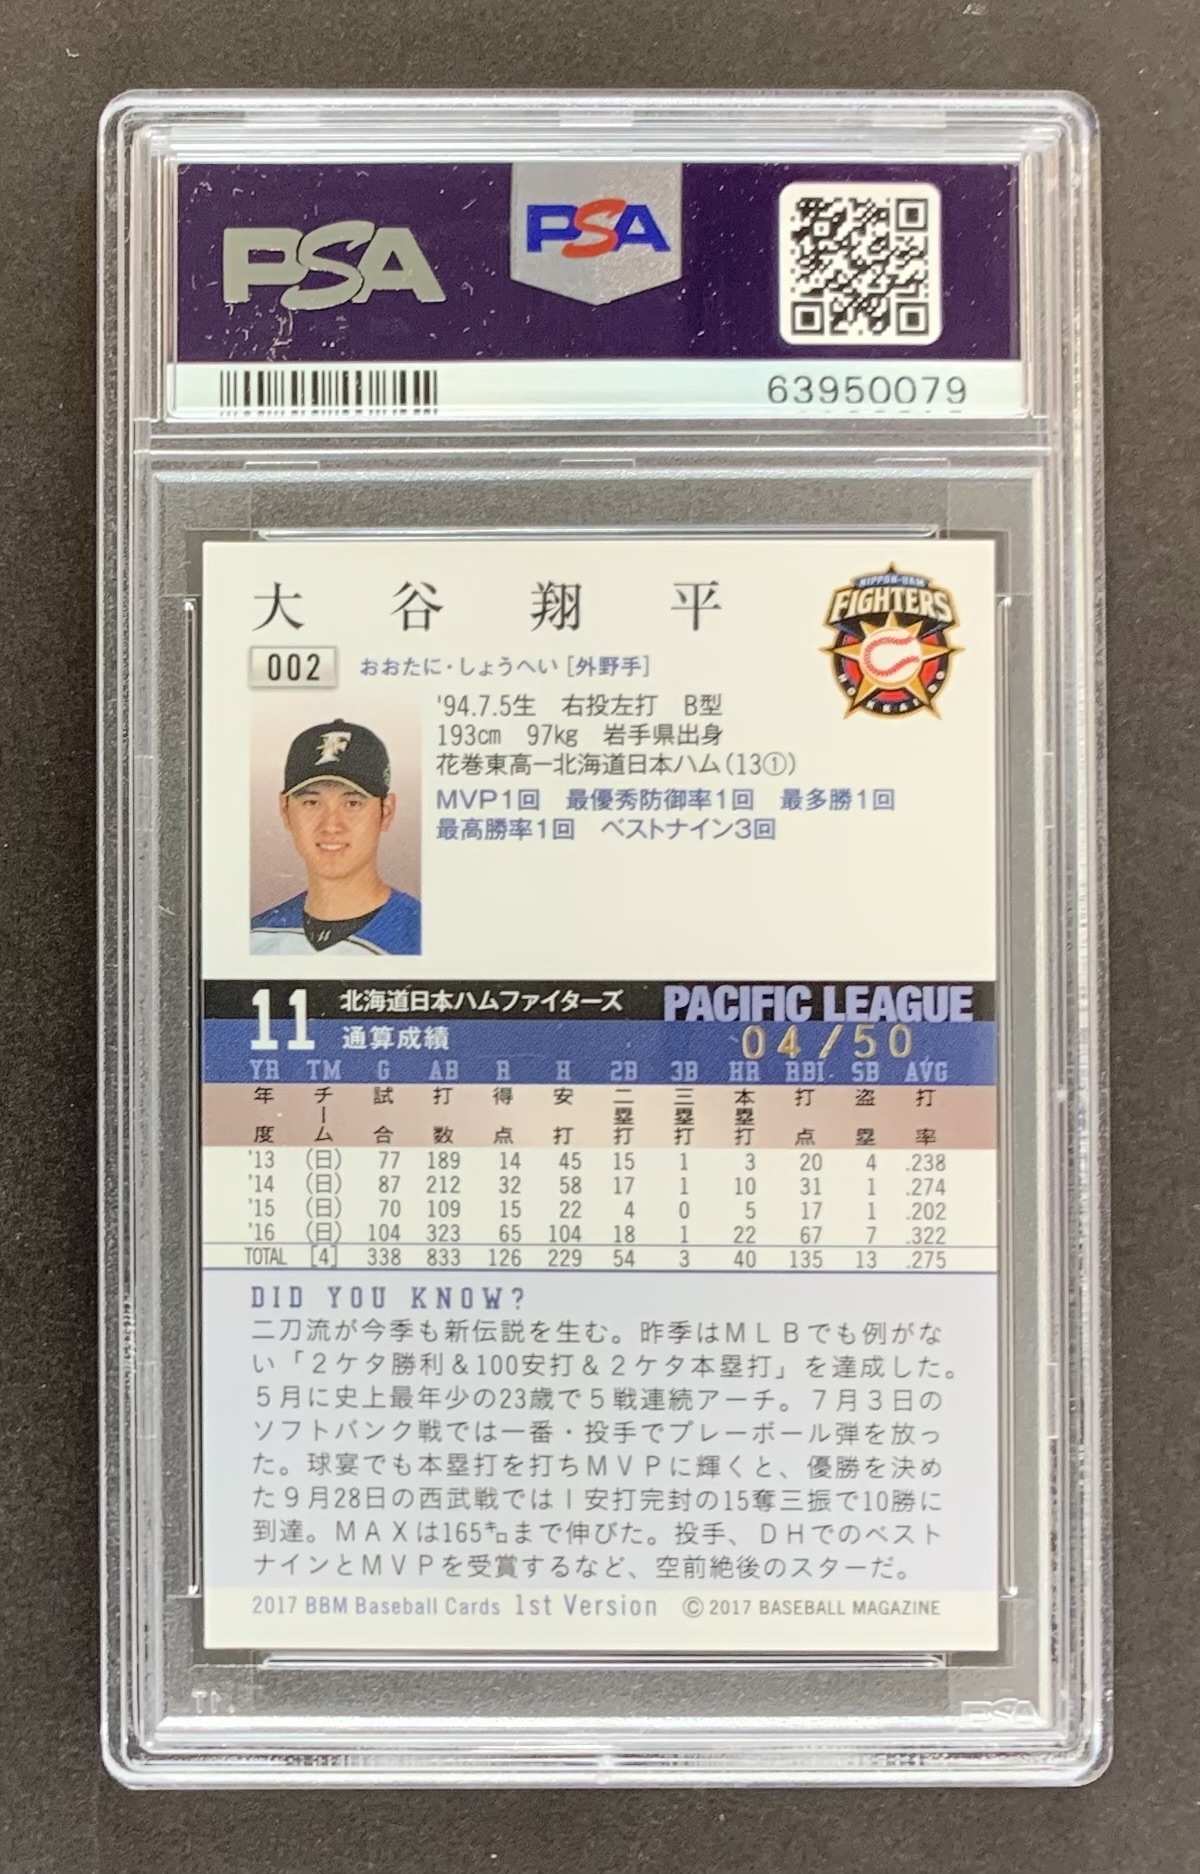 PSA
PSA
63950079
大谷翔平
NIPPON-HAM
FIGHTERS
HOKKAIDO
002 おおたに・しょうへい [外野手]
'94.7.5生 右投左打 B型
193cm 97kg 岩手県出身
花巻東高ー北海道日本ハム(13①)
MVP1回 最優秀防御率1回 最多勝1回
最高勝率1回 ベストナイン3回
F
11 北海道日本ハムファイターズ PACIFIC LEAGUE
通算成績 04/50
YR TM G AB R H 2B 3B HR RBI SB AVG
年度 チーム 試合 打数 得点 安打 二塁打 三塁打 本塁打 打点 盗塁 打率
'13 (日) 77 189 14 45 15 1 3 20 4 .238
'14 (日) 87 212 32 58 17 1 10 31 1 .274
'15 (日) 70 109 15 22 4 0 5 17 1 .202
'16 (日) 104 323 65 104 18 1 22 67 7 .322
TOTAL [4] 338 833 126 229 54 3 40 135 13 .275
DID YOU KNOW?
二刀流が今季も新伝説を生む。昨季はMLBでも例がな
い「2ケタ勝利&100安打&2ケタ本塁打」を達成した。
5月に史上最年少の23歳で5戦連続アーチ。7月3日の
ソフトバンク戦では一番・投手でプレーボール弾を放っ
た。球宴でも本塁打を打ちMVPに輝くと、優勝を決め
た9月28日の西武戦では1安打完封の15奪三振で10勝に
到達。MAXは165㌔まで伸びた。投手、DHでのベスト
ナインとMVPを受賞するなど、空前絶後のスターだ。
2017 BBM Baseball Cards 1st Version © 2017 BASEBALL MAGAZINE
PSA